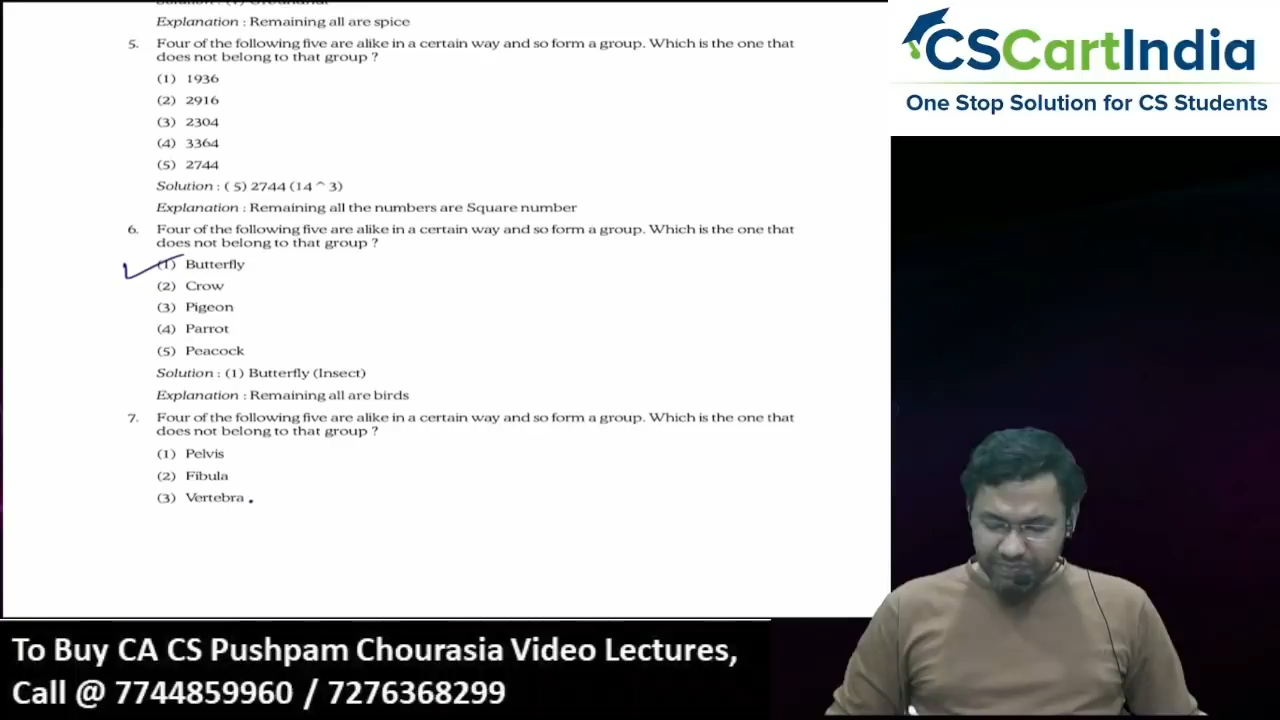 Explanation : Remaining all are spice
5. Four of the following five are alike in a certain way and so form a group. Which is the one that
does not belong to that group ?
(1) 1936
(2) 2916
(3) 2304
(4) 3364
(5) 2744
Solution : ( 5) 2744 (14 ^ 3)
Explanation : Remaining all the numbers are Square number
6. Four of the following five are alike in a certain way and so form a group. Which is the one that
does not belong to that group ?
(1) Butterfly
(2) Crow
(3) Pigeon
(4) Parrot
(5) Peacock
Solution : (1) Butterfly (Insect)
Explanation : Remaining all are birds
7. Four of the following five are alike in a certain way and so form a group. Which is the one that
does not belong to that group ?
(1) Pelvis
(2) Fibula
(3) Vertebra
CSCartIndia
One Stop Solution for CS Students
To Buy CA CS Pushpam Chourasia Video Lectures,
Call @ 7744859960 / 7276368299